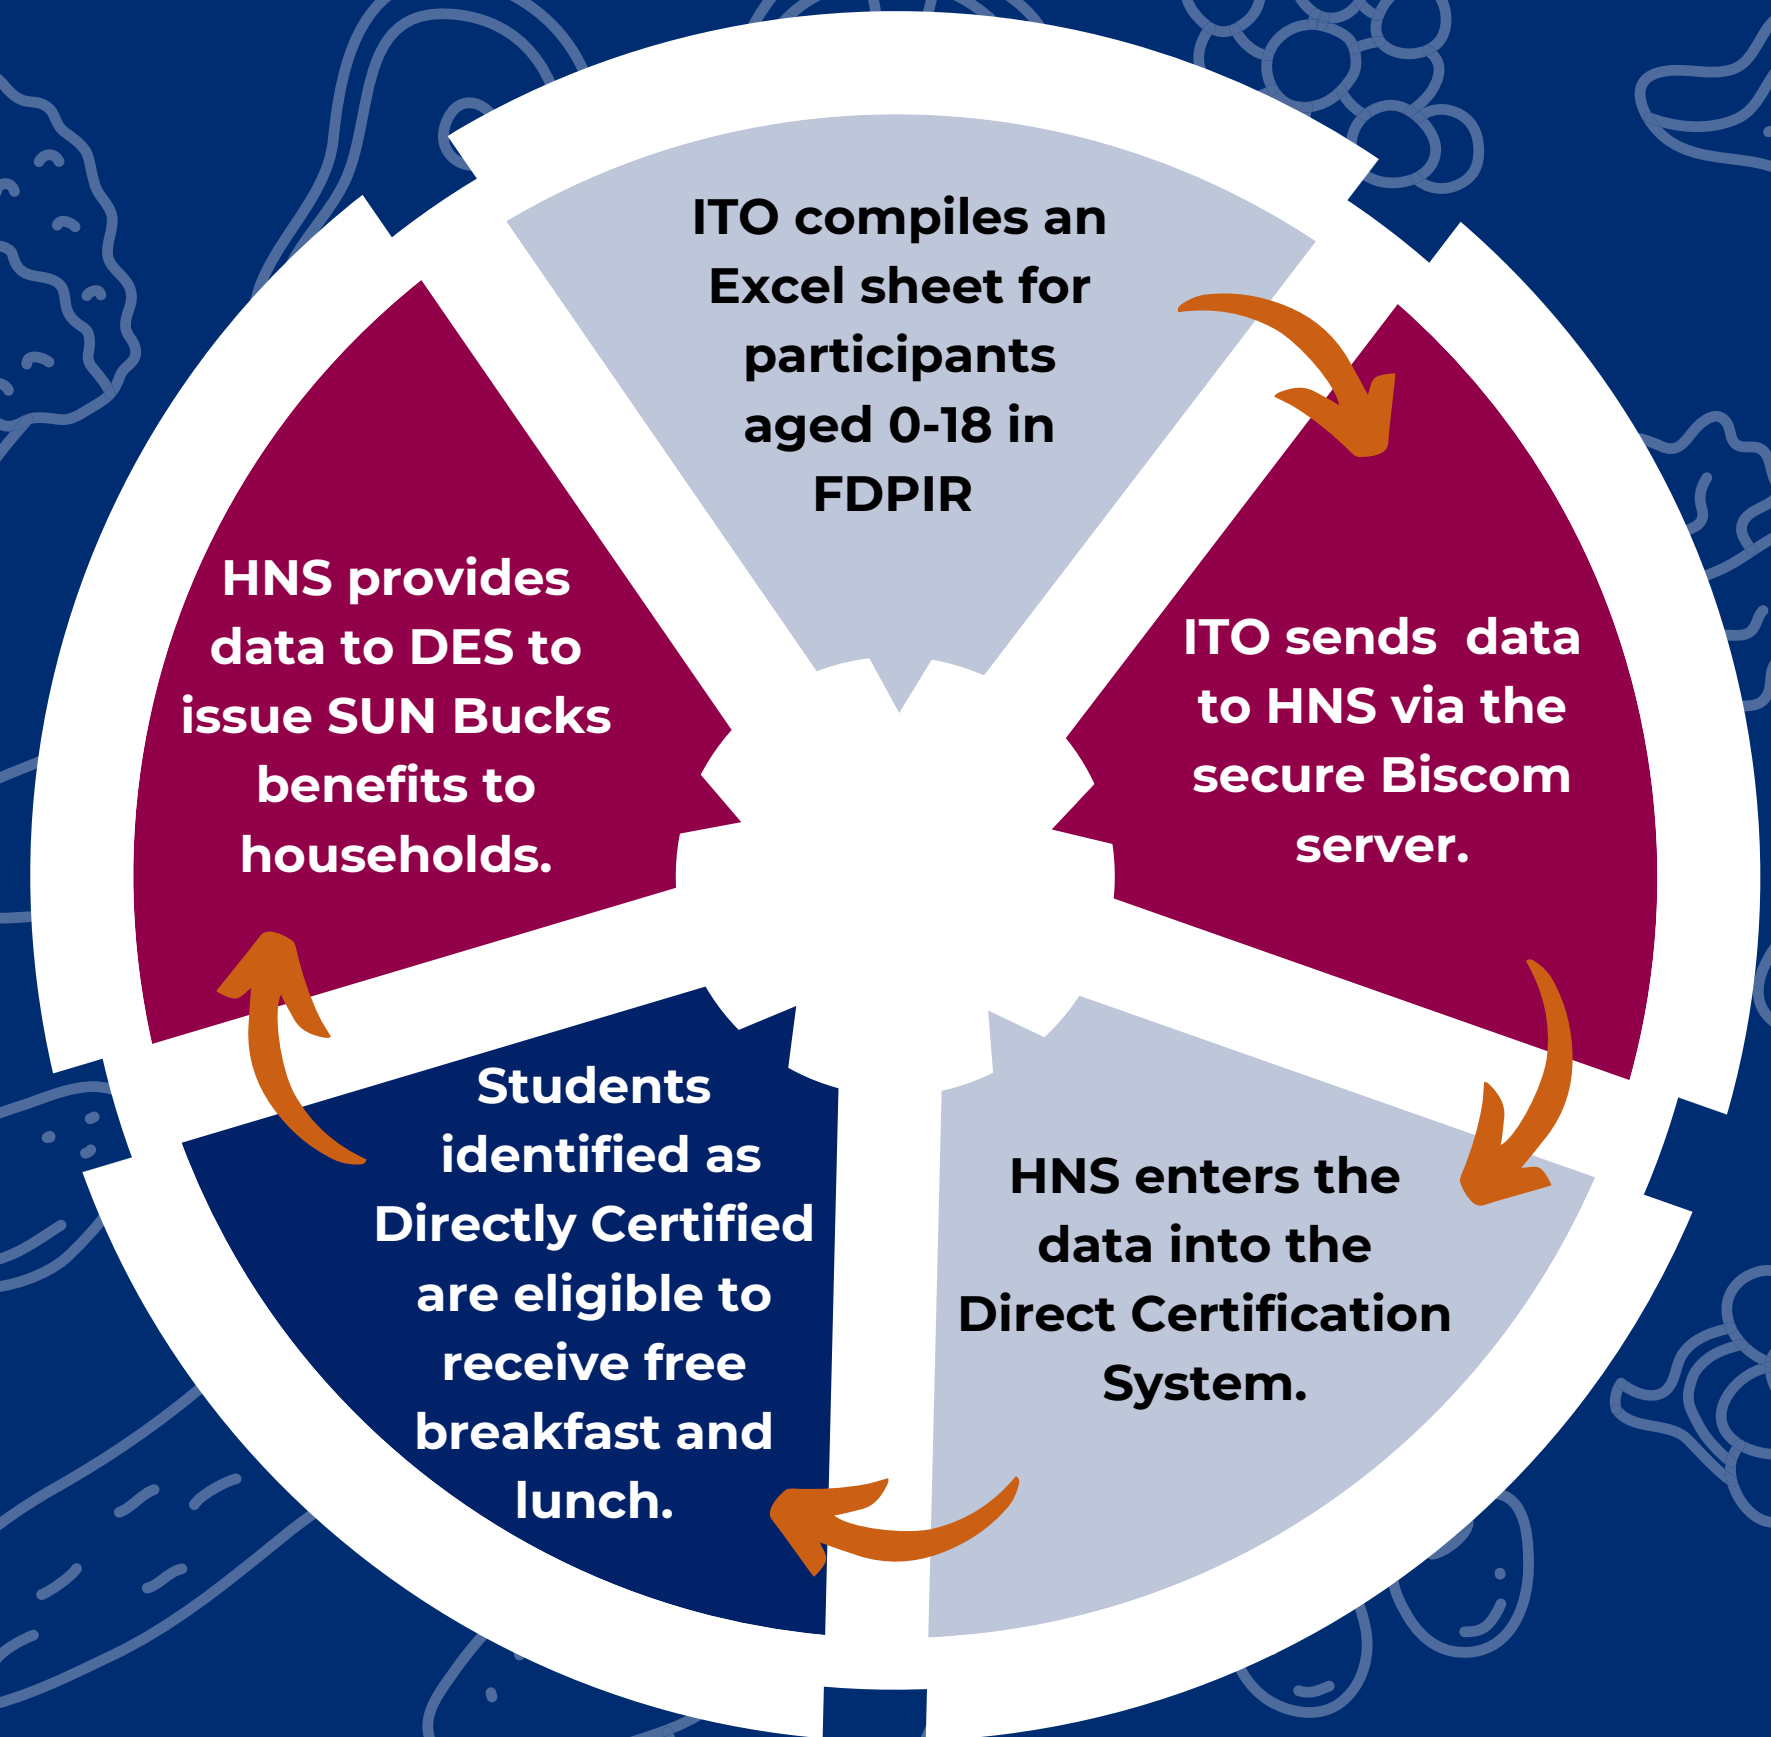 ITO compiles an
Excel sheet for
participants
aged 0-18 in
FDPIR
ITO sends  data
to HNS via the
secure Biscom
server.
HNS enters the
data into the
Direct Certification
System.
Students
identified as
Directly Certified
are eligible to
receive free
breakfast and
lunch.
HNS provides
data to DES to
issue SUN Bucks
benefits to
households.